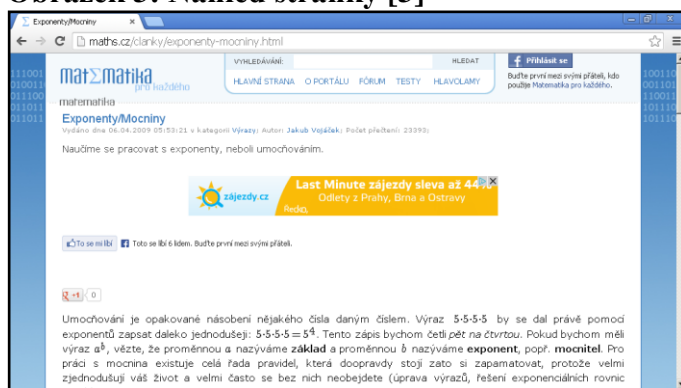 Obrázek 3: Náhled stránky [3]
Exponenty/Mocniny
maths.cz/clanky/exponenty-mocniny.html
VYHLEDÁVÁNÍ: HLEDAT
HLAVNÍ STRANA O PORTÁLU FÓRUM TESTY HLAVOLAMY
Přihlásit se
Buďte první mezi svými přáteli, kdo
použije Matematika pro každého.
matΣmatika
pro každého
matematika
Exponenty/Mocniny
Vydáno dne 06.04.2009 05:53:21 v kategorii Výrazy; Autor: Jakub Vojáček; Počet přečtení: 23393;
Naučíme se pracovat s exponenty, neboli umocňováním.
zájezdy.cz
Last Minute zájezdy sleva až 44%
Odlety z Prahy, Brna a
Ostravy
To se mi líbí
Toto se líbí 6 lidem. Buďte první mezi svými přáteli.
+1 0
Umocňování je opakované násobení nějakého čísla daným číslem. Výraz 5·5·5·5 by se dal právě pomocí
exponentů zapsat daleko jednodušeji: 5·5·5·5=5⁴. Tento zápis bychom četli pět na čtvrtou. Pokud bychom měli
výraz aᵇ, vězte, že proměnnou a nazýváme základ a proměnnou b nazýváme exponent, popř. mocnitel. Pro
práci s mocnina existuje celá řada pravidel, která doopravdy stojí zato si zapamatovat, protože velmi
zjednodušují váš život a velmi často se bez nich neobejdete (úprava výrazů, řešení exponenciálních rovnic